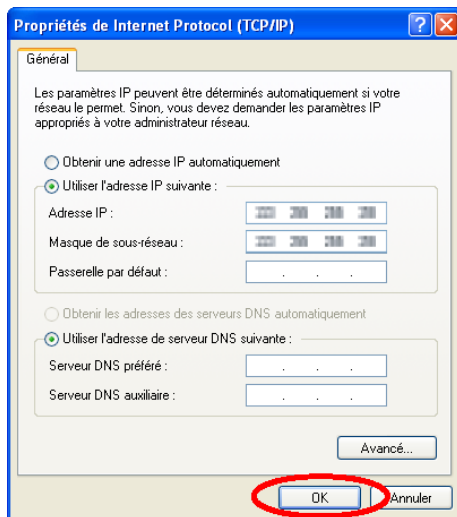 Propriétés de Internet Protocol (TCP/IP)
Général
Les paramètres IP peuvent être déterminés automatiquement si votre
réseau le permet. Sinon, vous devez demander les paramètres IP
appropriés à votre administrateur réseau.
Obtenir une adresse IP automatiquement
Utiliser l'adresse IP suivante :
Adresse IP :
Masque de sous-réseau :
Passerelle par défaut :
Obtenir les adresses des serveurs DNS automatiquement
Utiliser l'adresse de serveur DNS suivante :
Serveur DNS préféré :
Serveur DNS auxiliaire :
Avancé...
OK
Annuler